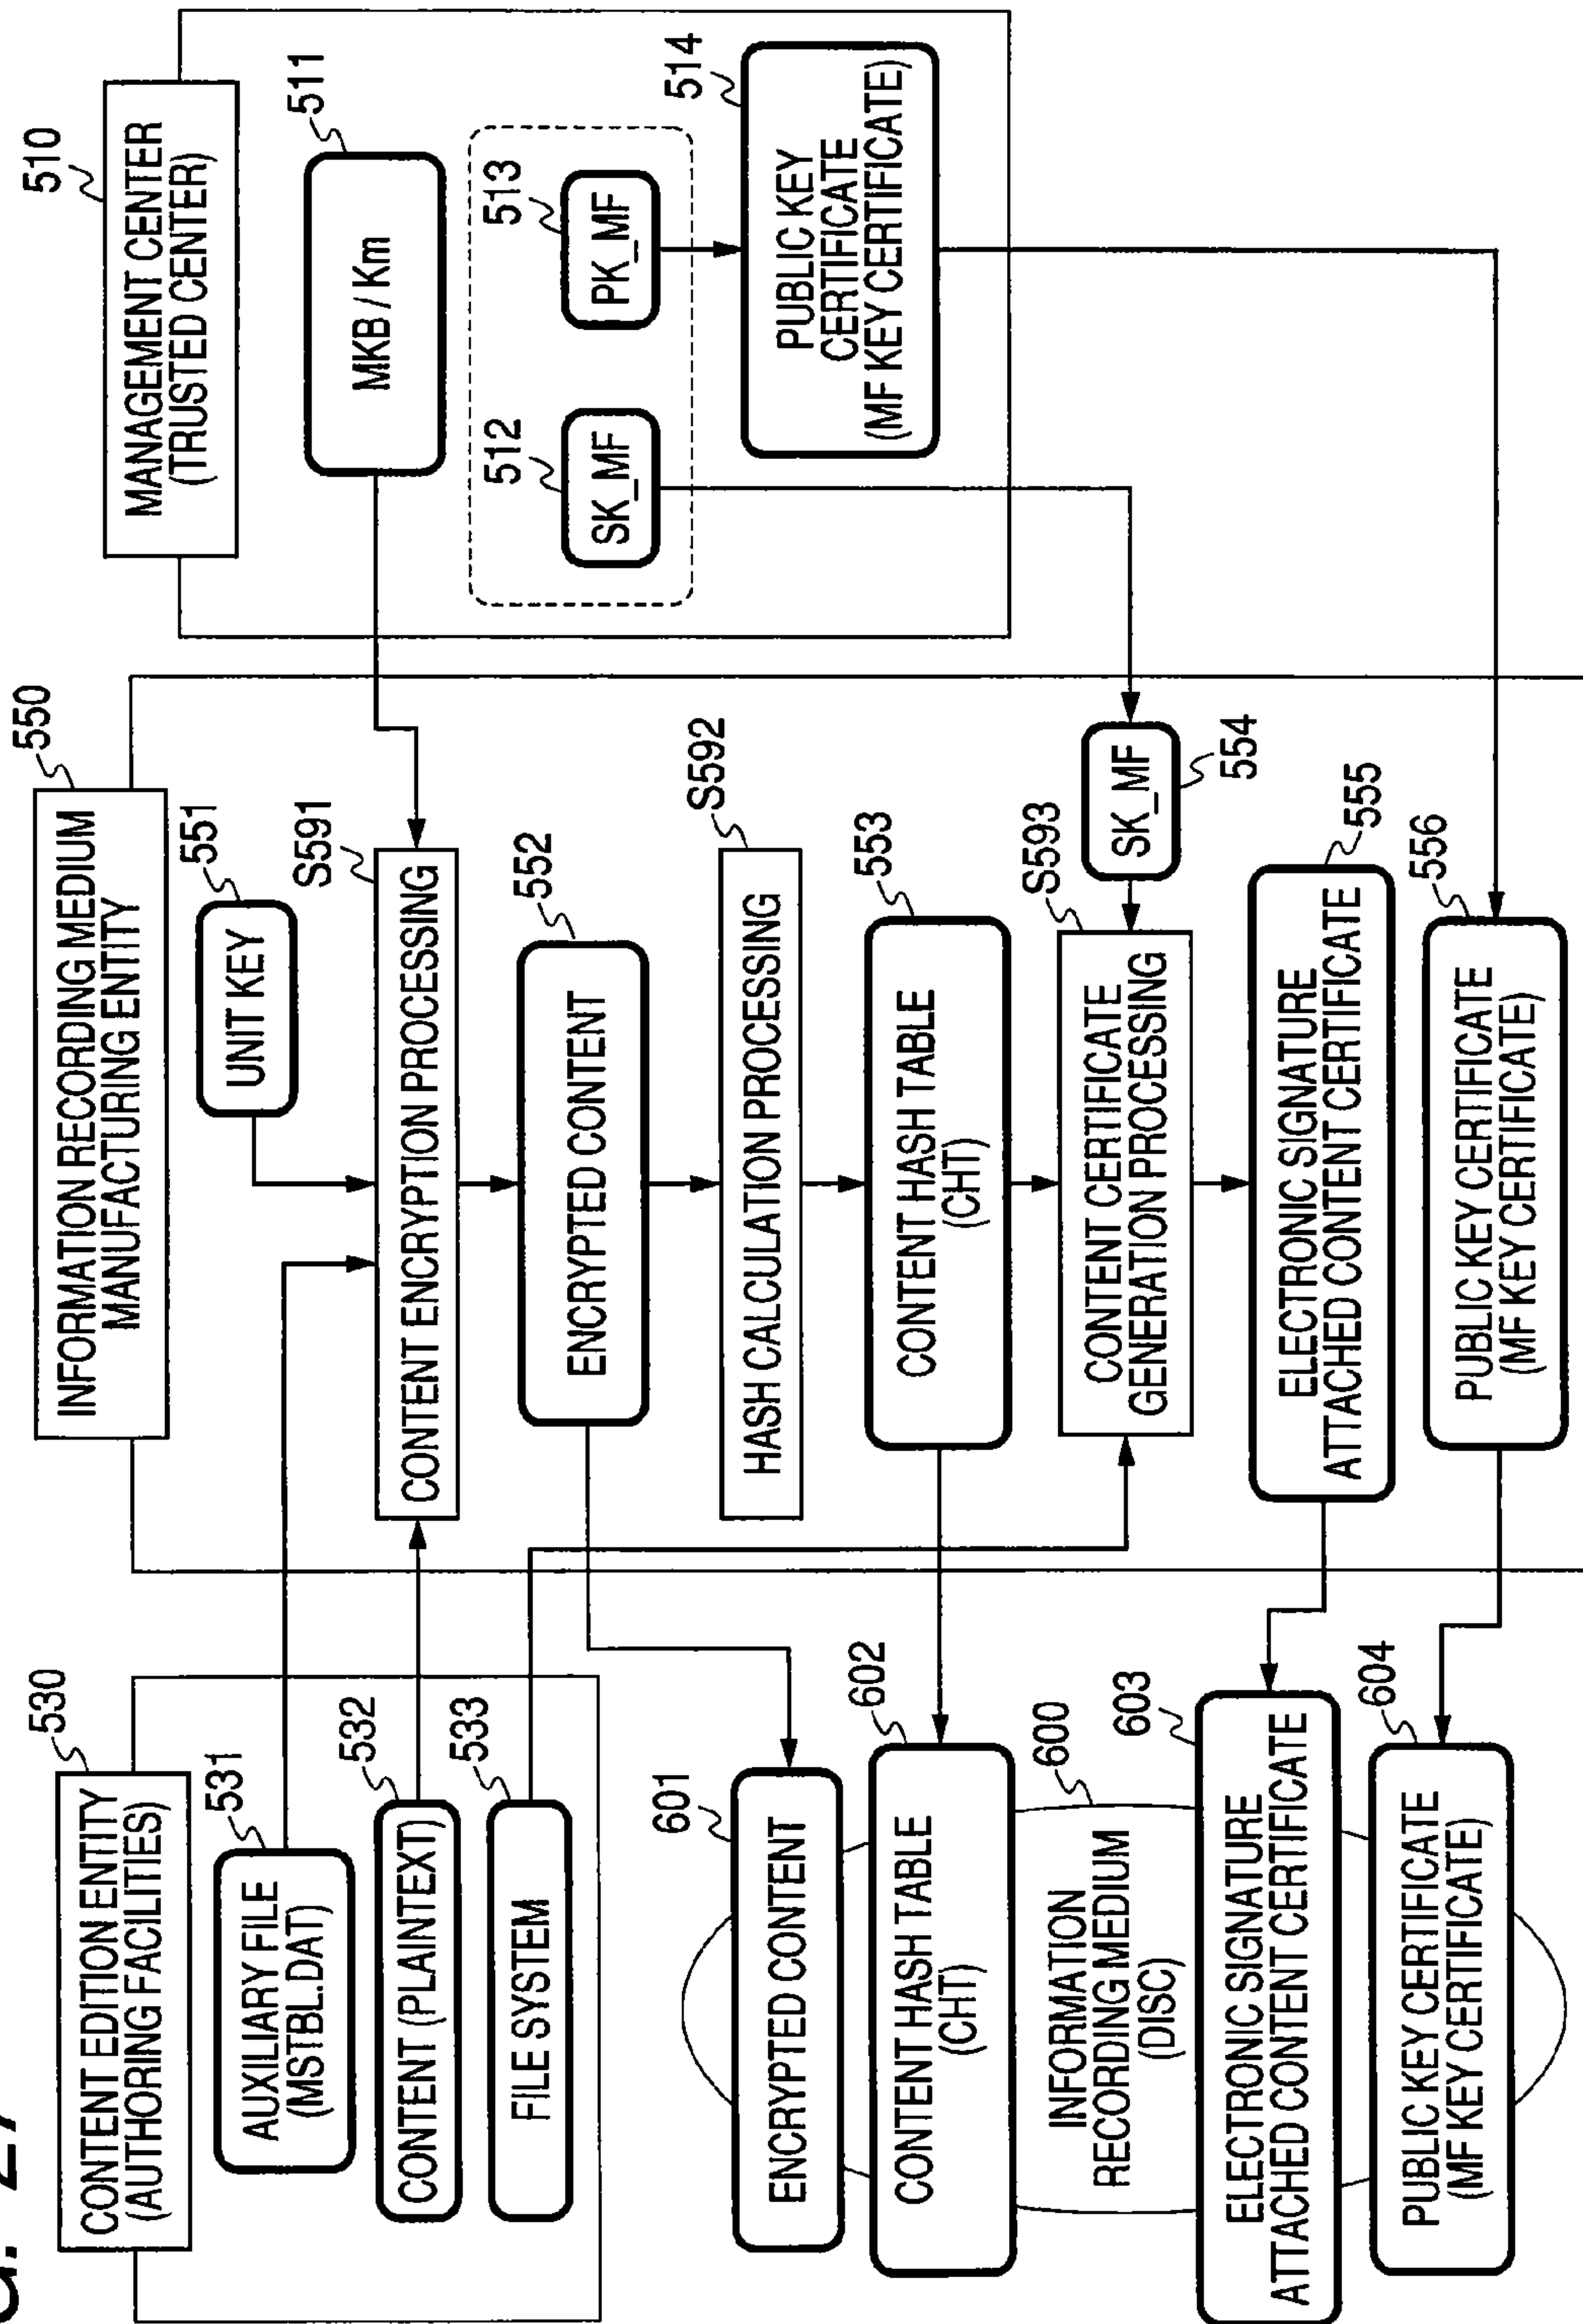 G. 27
530
CONTENT EDITION ENTITY
(AUTHORING FACILITIES)
531
AUXILIARY FILE
(MSTBL.DAT)
532
CONTENT (PLAINTEXT)
533
FILE SYSTEM
550
INFORMATION RECORDING MEDIUM
MANUFACTURING ENTITY
551
UNIT KEY
S591
CONTENT ENCRYPTION PROCESSING
552
ENCRYPTED CONTENT
S592
HASH CALCULATION PROCESSING
553
CONTENT HASH TABLE
(CHT)
S593
CONTENT CERTIFICATE
GENERATION PROCESSING
SK_MF
554
555
ELECTRONIC SIGNATURE
ATTACHED CONTENT CERTIFICATE
556
PUBLIC KEY CERTIFICATE
(MF KEY CERTIFICATE)
510
MANAGEMENT CENTER
(TRUSTED CENTER)
511
MKB / Km
512
SK_MF
513
PK_MF
514
PUBLIC KEY
CERTIFICATE
(MF KEY CERTIFICATE)
601
ENCRYPTED CONTENT
602
CONTENT HASH TABLE
(CHT)
600
INFORMATION
RECORDING MEDIUM
(DISC)
603
ELECTRONIC SIGNATURE
ATTACHED CONTENT CERTIFICATE
604
PUBLIC KEY CERTIFICATE
(MF KEY CERTIFICATE)